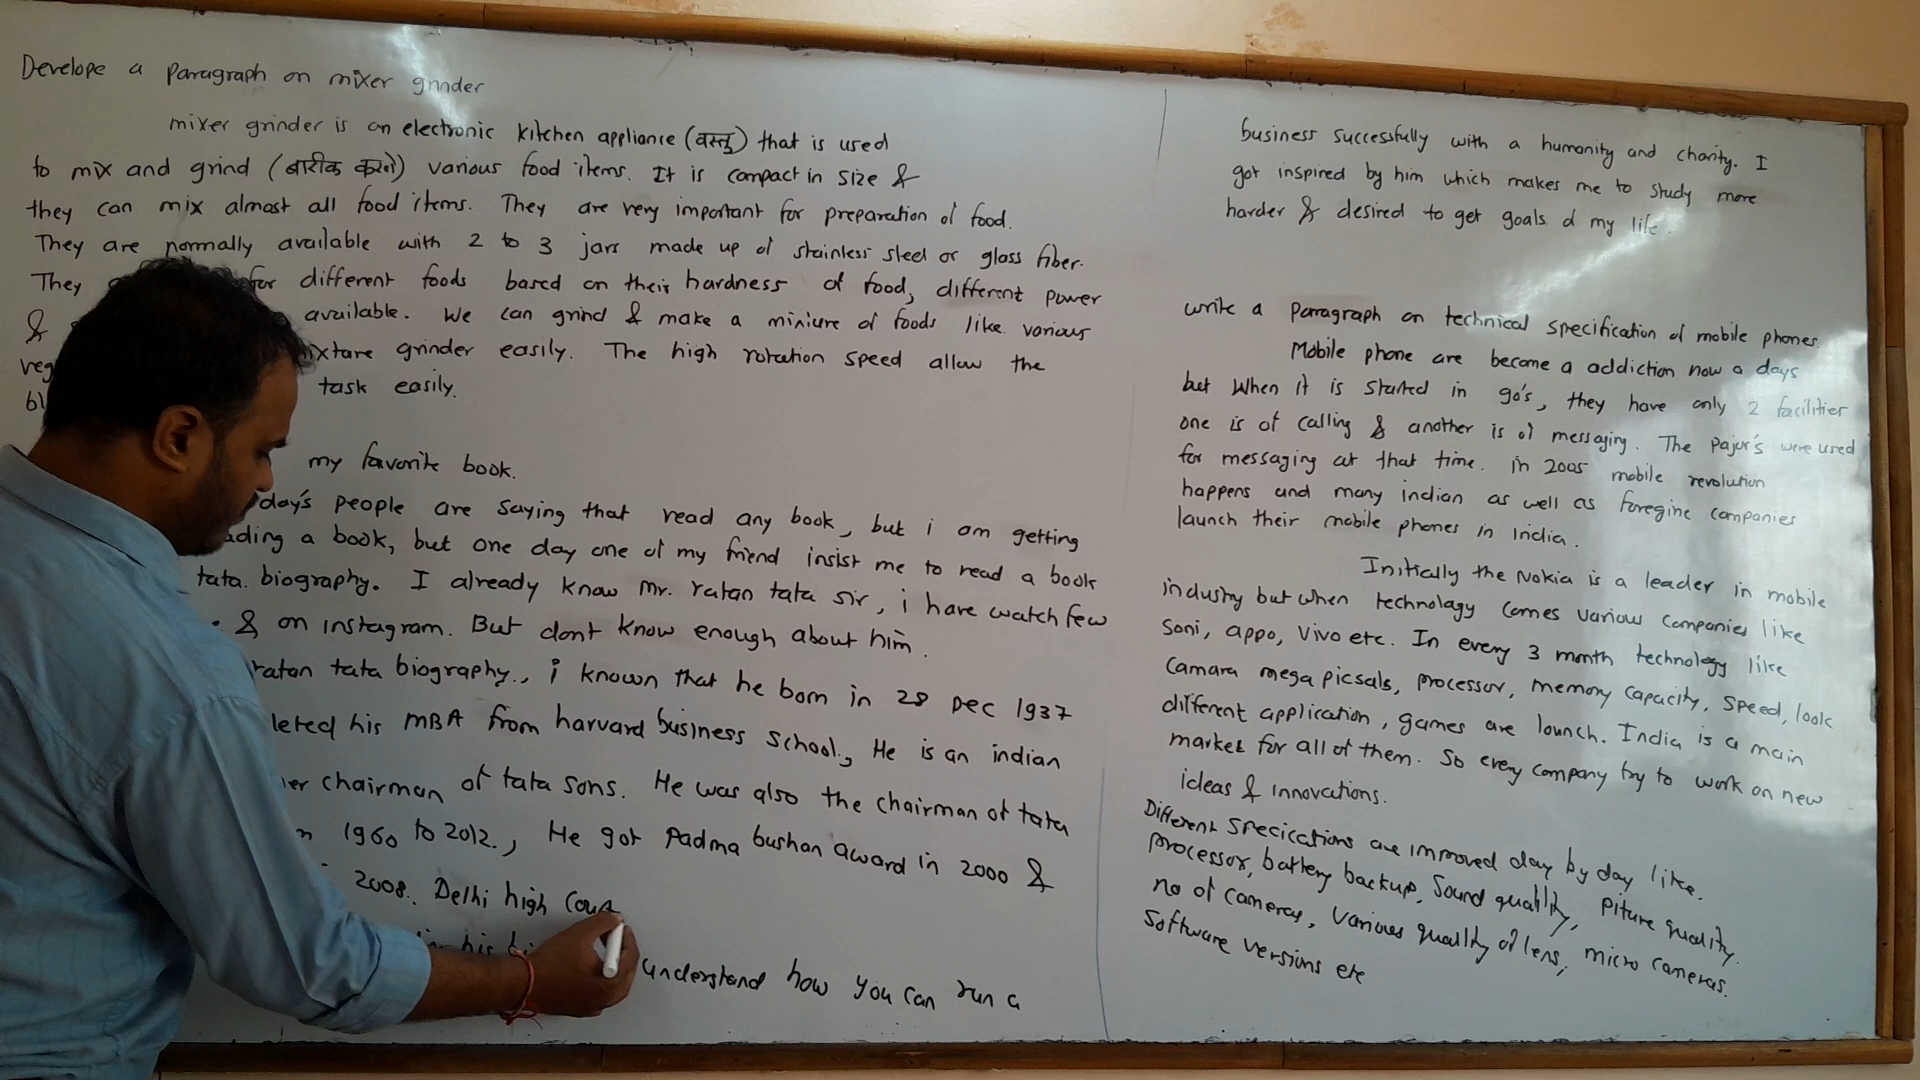 Develope a paragraph on mixer grinder
mixer grinder is an electronic kitchen appliance (वस्तु) that is used
to mix and grind (बारीक करने) various food items. It is compact in size &
they can mix almost all food items. They are very important for preparation of food.
They are normally available with 2 to 3 jars made up of stainless steel or glass fiber.
They for different foods based on their hardness of food, different power
& available. We can grind & make a mixture of foods like various
veg mixture grinder easily. The high rotation speed allow the
bl task easily.
my favorite book.
day's people are saying that read any book, but i am getting
ading a book, but one day one of my friend insist me to read a book
tata biography. I already know Mr. ratan tata sir, i have watch few
& on instagram. But dont know enough about him.
ratan tata biography., i known that he born in 28 Dec 1937
leted his MBA from harvard business school., He is an indian
er chairman of tata sons. He was also the chairman of tata
1960 to 2012., He got Padma bushan award in 2000 &
2008. Delhi high cou
in his understand how you can run a
business successfully with a humanity and charity. I
got inspired by him which makes me to study more
harder & desired to get goals of my life.
write a paragraph on technical specification of mobile phones.
Mobile phone are become a addiction now a days
but when it is started in 90's, they have only 2 facilities
one is of calling & another is of messaging. The Pajer's were used
for messaging at that time. in 2005 mobile revolution
happens and many indian as well as foregine companies
launch their mobile phones in India.
Initially the Nokia is a leader in mobile
industry but when technology comes various companies like
Soni, appo, Vivo etc. In every 3 month technology like
camara mega picsals, processor, memory capacity, speed, look
different application, games are lounch. India is a main
market for all of them. So every company try to work on new
ideas & innovations.
Different specications are improved day by day like.
processor, battery backup, Sound quality, Piture quality.
no of cameras, various quality of lens, micro cameras.
Software versions etc